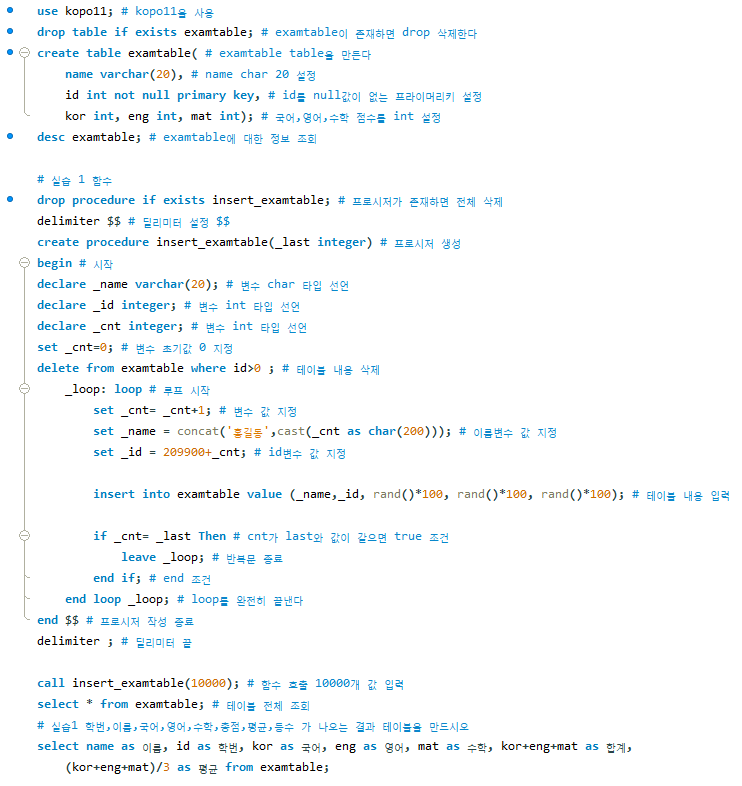 use kopo11; # kopo11을 사용
drop table if exists examtable; # examtable이 존재하면 drop 삭제한다
create table examtable( # examtable table을 만든다
name varchar(20), # name char 20 설정
id int not null primary key, # id를 null값이 없는 프라이머리키 설정
kor int, eng int, mat int); # 국어,영어,수학 점수를 int 설정
desc examtable; # examtable에 대한 정보 조회
# 실습 1 함수
drop procedure if exists insert_examtable; # 프로시저가 존재하면 전체 삭제
delimiter $$ # 딜리미터 설정 $$
create procedure insert_examtable(_last integer) # 프로시저 생성
begin # 시작
declare _name varchar(20); # 변수 char 타입 선언
declare _id integer; # 변수 int 타입 선언
declare _cnt integer; # 변수 int 타입 선언
set _cnt=0; # 변수 초기값 0 지정
delete from examtable where id>0 ; # 테이블 내용 삭제
_loop: loop # 루프 시작
set _cnt= _cnt+1; # 변수 값 지정
set _name = concat('홍길동',cast(_cnt as char(200))); # 이름변수 값 지정
set _id = 209900+_cnt; # id변수 값 지정
insert into examtable value (_name,_id, rand()*100, rand()*100, rand()*100); # 테이블 내용 입력
if _cnt= _last Then # cnt가 last와 값이 같으면 true 조건
leave _loop; # 반복문 종료
end if; # end 조건
end loop _loop; # loop를 완전히 끝낸다
end $$ # 프로시저 작성 종료
delimiter ; # 딜리미터 끝
call insert_examtable(10000); # 함수 호출 10000개 값 입력
select * from examtable; # 테이블 전체 조회
# 실습1 학번,이름,국어,영어,수학,총점,평균,등수 가 나오는 결과 테이블을 만드시오
select name as 이름, id as 학번, kor as 국어, eng as 영어, mat as 수학, kor+eng+mat as 합계,
(kor+eng+mat)/3 as 평균 from examtable;